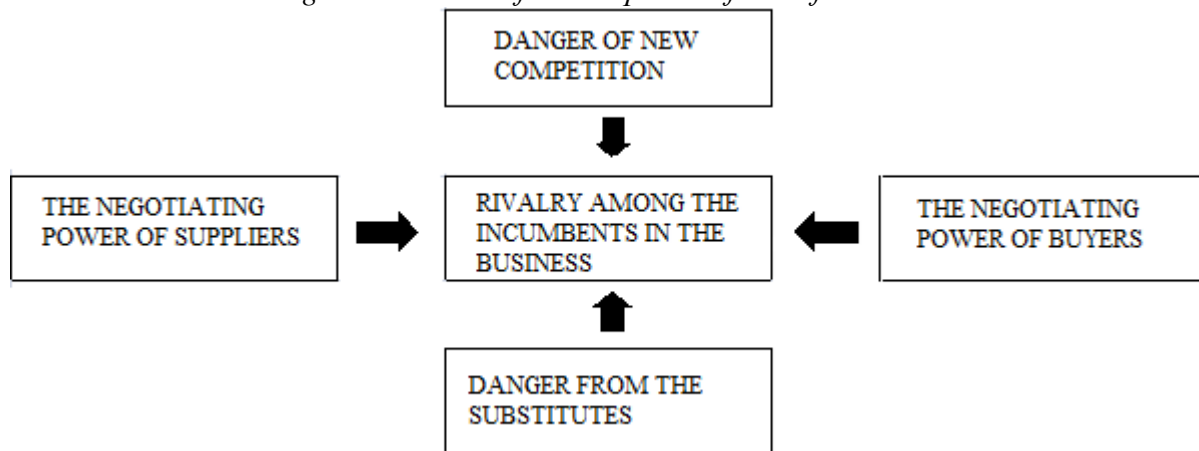 DANGER OF NEW
COMPETITION
THE NEGOTIATING
POWER OF SUPPLIERS
RIVALRY AMONG THE
INCUMBENTS IN THE
BUSINESS
THE NEGOTIATING
POWER OF BUYERS
DANGER FROM THE
SUBSTITUTES